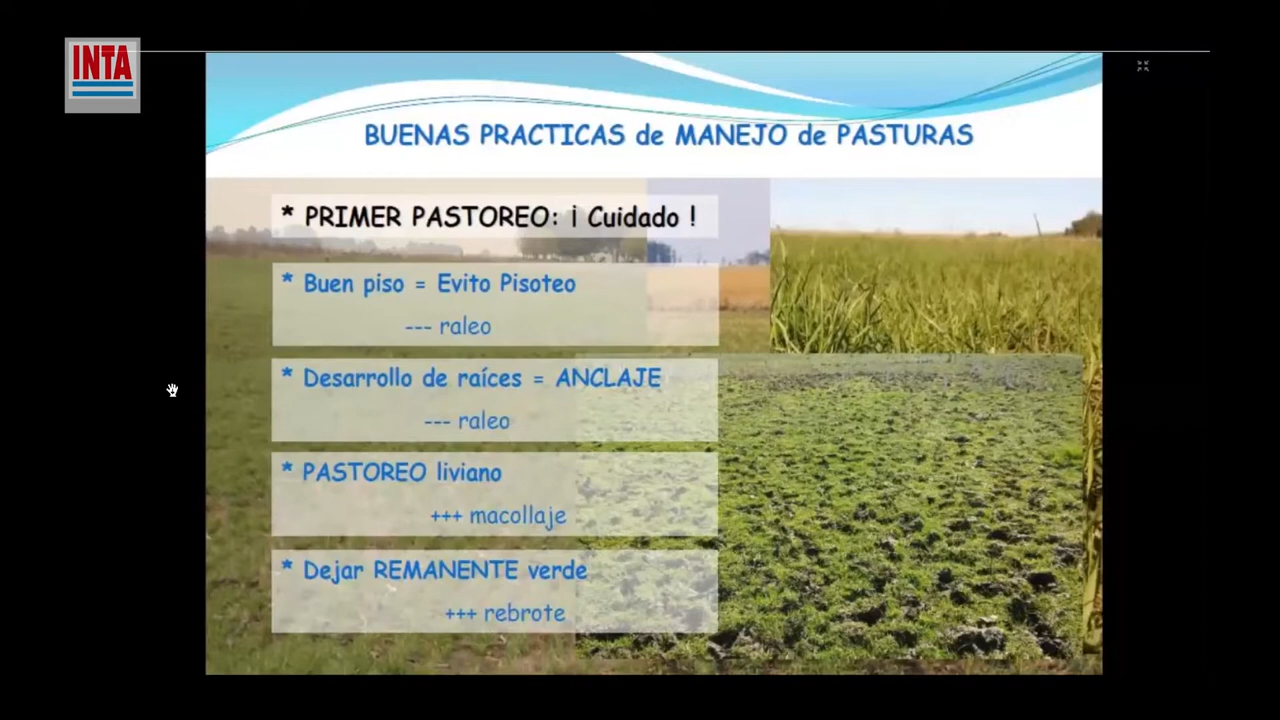 INTA
BUENAS PRACTICAS de MANEJO de PASTURAS
* PRIMER PASTOREO: ¡ Cuidado !
* Buen piso = Evito Pisoteo
--- raleo
* Desarrollo de raíces = ANCLAJE
--- raleo
* PASTOREO liviano
+++ macollaje
* Dejar REMANENTE verde
+++ rebrote